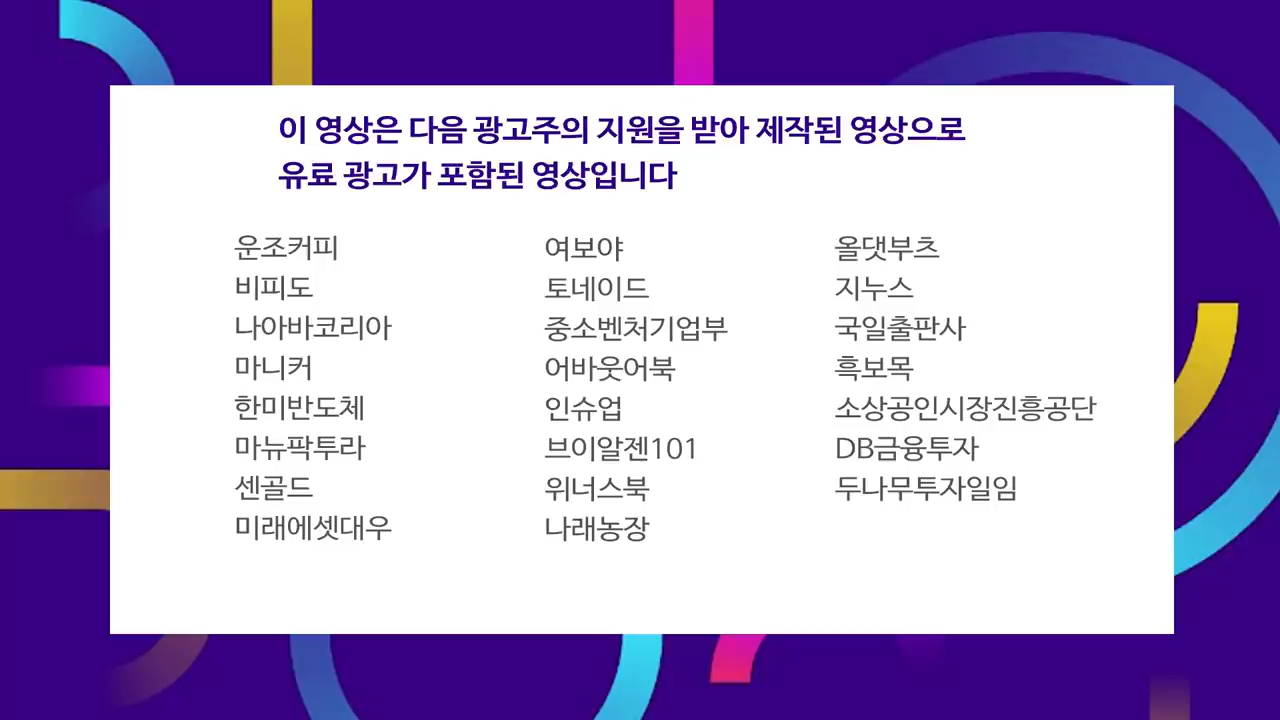 이 영상은 다음 광고주의 지원을 받아 제작된 영상으로
유료 광고가 포함된 영상입니다
운조커피
비피도
나아바코리아
마니커
한미반도체
마뉴팍투라
센골드
미래에셋대우
여보야
토네이드
중소벤처기업부
어바웃어북
인슈업
브이알젠101
위너스북
나래농장
올댓부츠
지누스
국일출판사
흑보목
소상공인시장진흥공단
DB금융투자
두나무투자일임